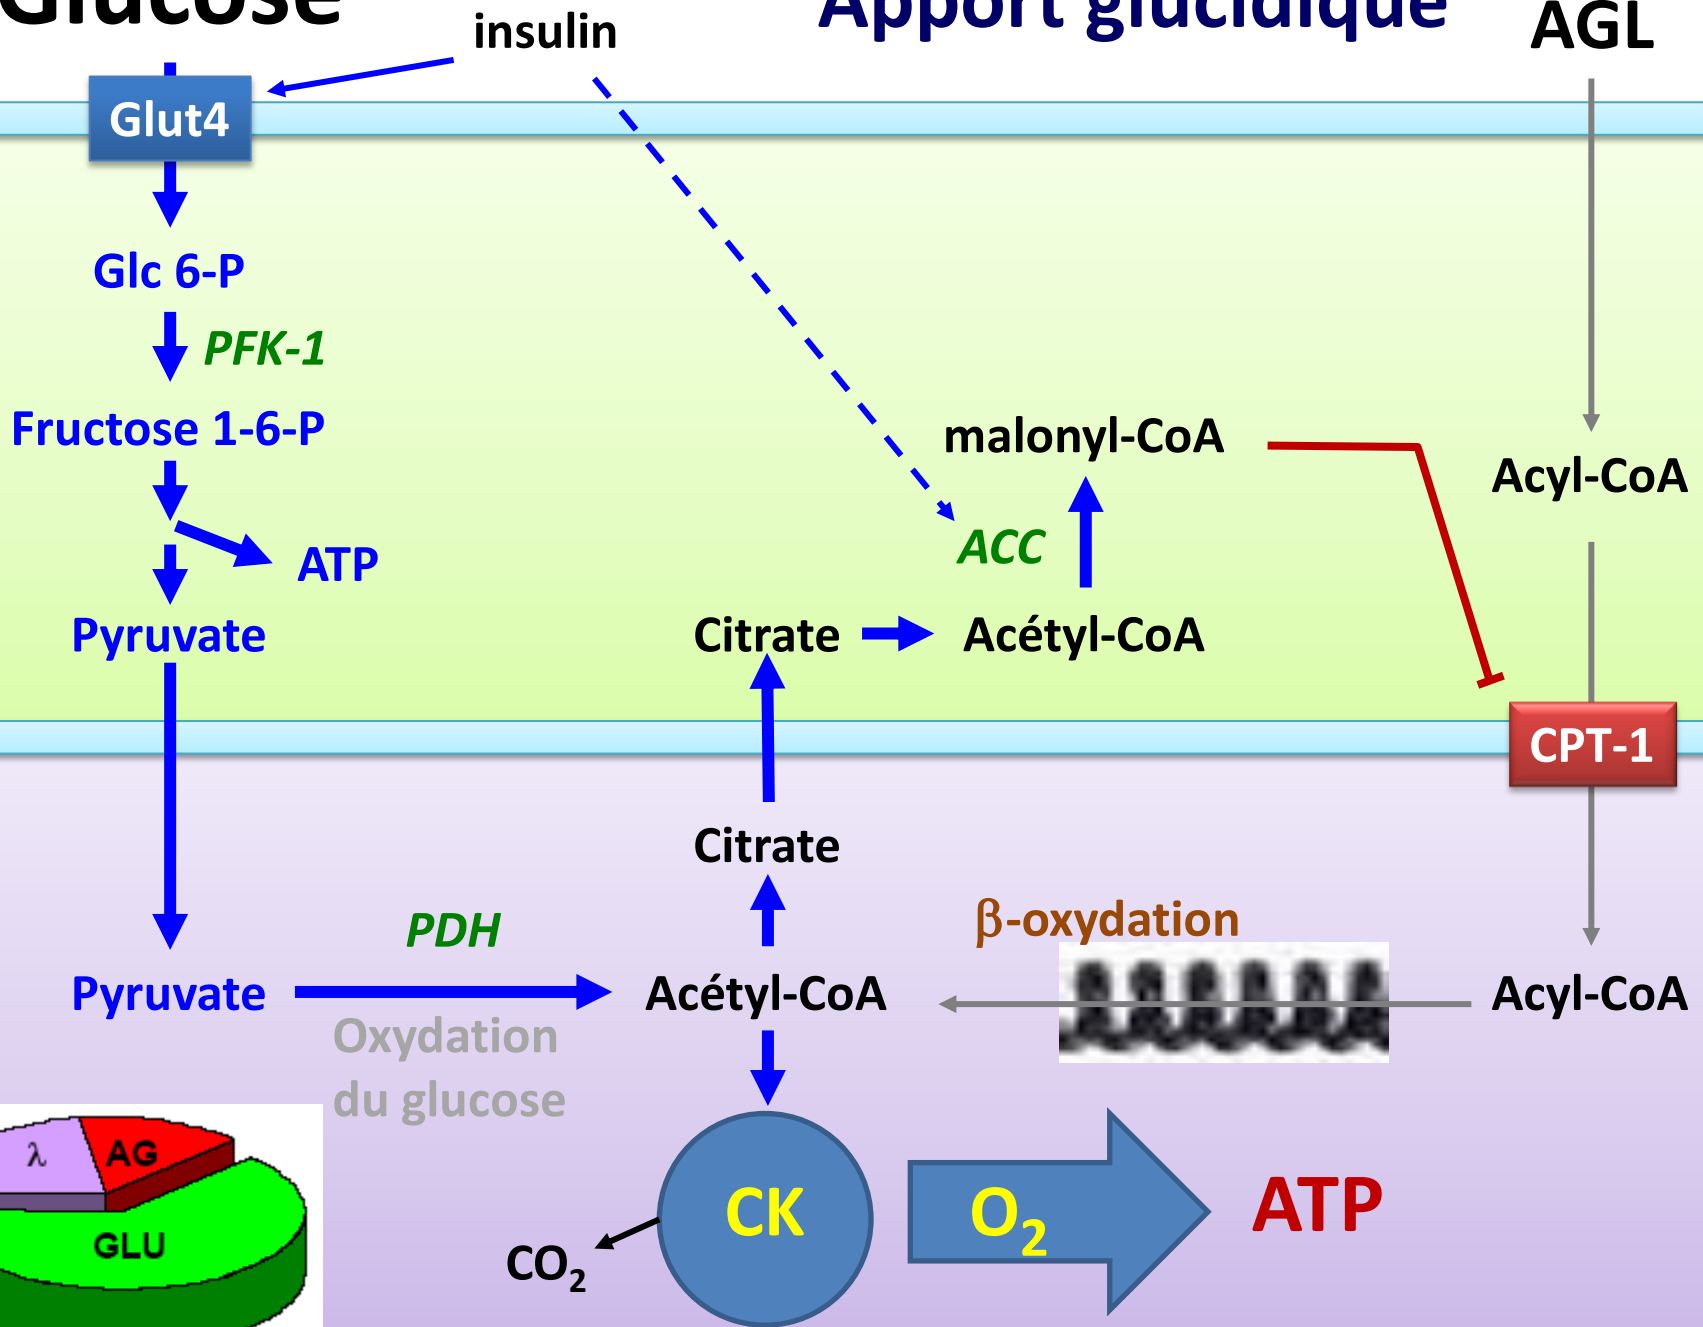 Glucose
insulin
Apport glucidique
AGL
Glut4
Glc 6-P
PFK-1
Fructose 1-6-P
malonyl-CoA
Acyl-CoA
ACC
ATP
Pyruvate
Citrate
Acétyl-CoA
CPT-1
Citrate
β-oxydation
PDH
Pyruvate
Acétyl-CoA
Acyl-CoA
Oxydation
du glucose
λ
AG
GLU
CK
O₂
ATP
CO₂